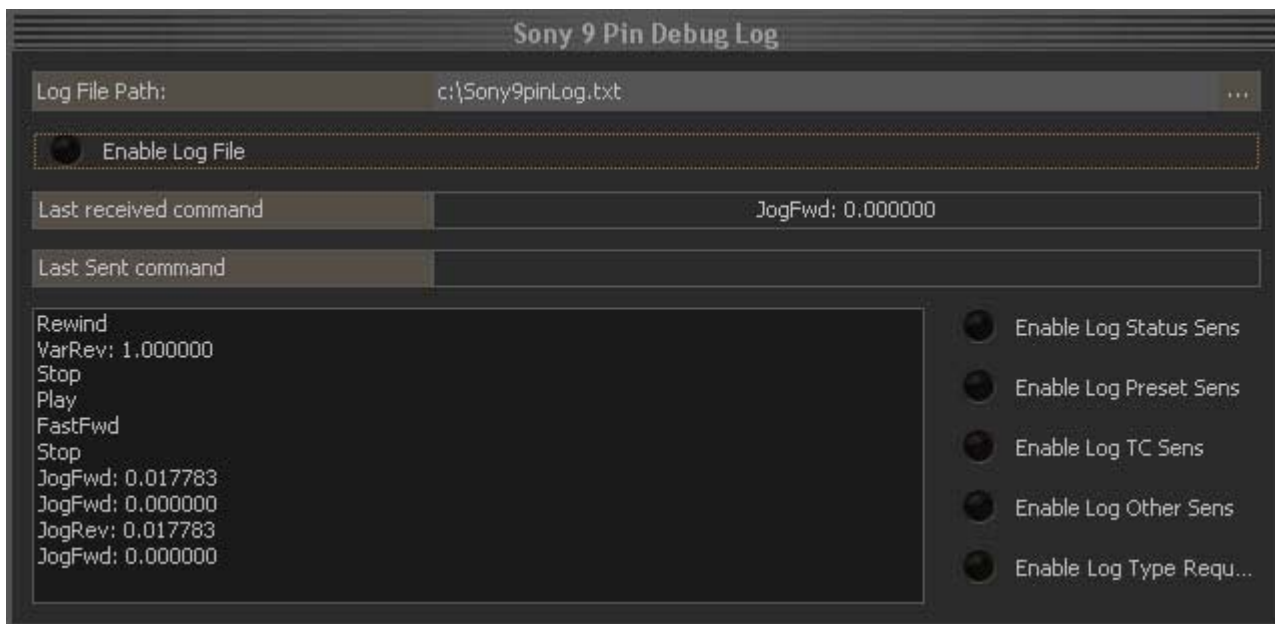 Sony 9 Pin Debug Log
Log File Path: c:\Sony9pinLog.txt ...
Enable Log File
Last received command JogFwd: 0.000000
Last Sent command
Rewind
VarRev: 1.000000
Stop
Play
FastFwd
Stop
JogFwd: 0.017783
JogFwd: 0.000000
JogRev: 0.017783
JogFwd: 0.000000
Enable Log Status Sens
Enable Log Preset Sens
Enable Log TC Sens
Enable Log Other Sens
Enable Log Type Requ...